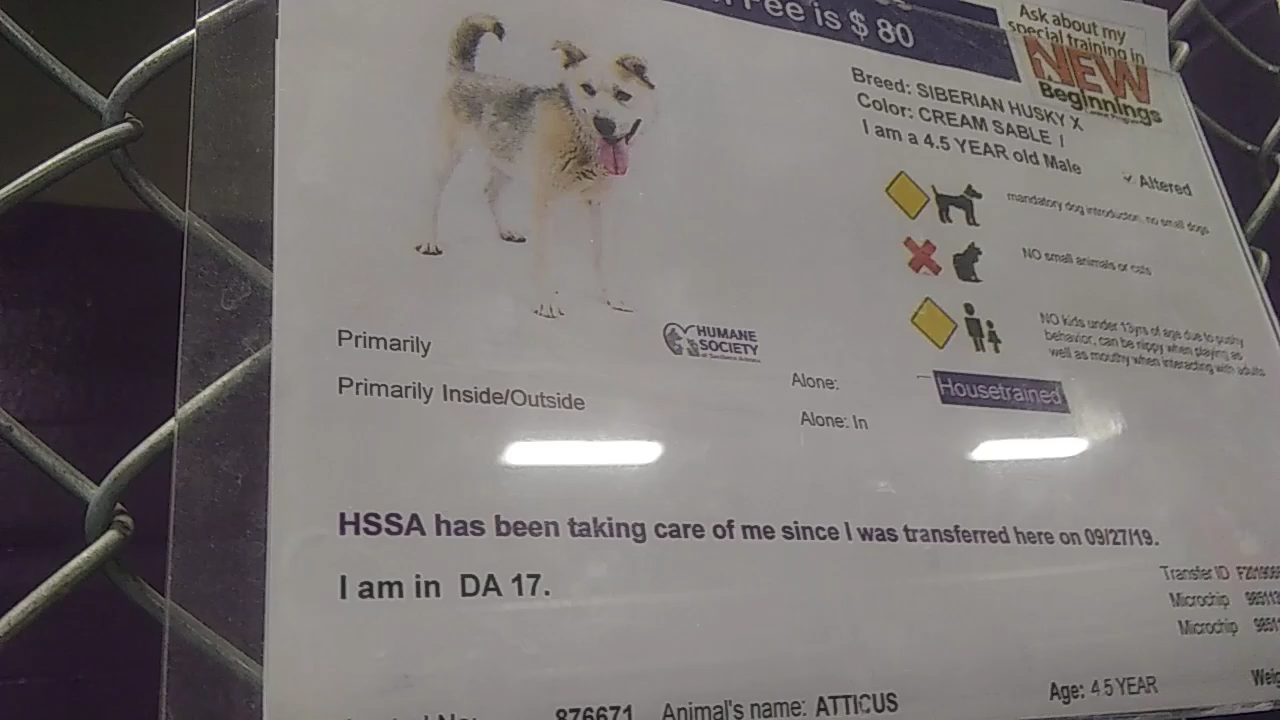 Fee is $ 80
Ask about my
special training in
NEW
Beginnings
Breed: SIBERIAN HUSKY X
Color: CREAM SABLE I
I am a 4.5 YEAR old Male
Altered
mandatory dog introduction, no small dogs
NO small animals or cats
NO kids under 13yrs of age due to pushy
behavior, can be nippy when playing as
well as mouthy when interacting with adults
HUMANE
SOCIETY
of Southern Arizona
Primarily
Primarily Inside/Outside
Alone:
Housetrained
Alone: In
HSSA has been taking care of me since I was transferred here on 09/27/19.
I am in DA 17.
Transfer ID
Microchip
Microchip
876671 Animal's name: ATTICUS
Age: 4.5 YEAR